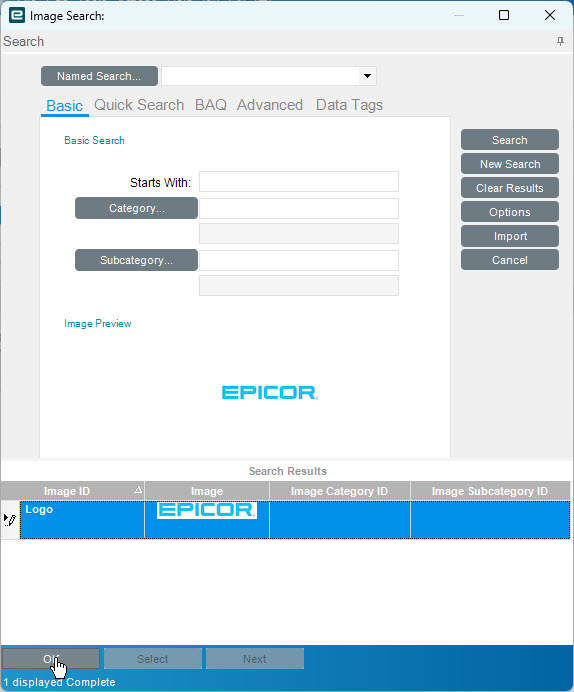 Image Search:
Search
Named Search...
Basic Quick Search BAQ Advanced Data Tags
Basic Search
Search
Starts With:
New Search
Category...
Clear Results
Options
Import
Subcategory...
Cancel
Image Preview
EPICOR
Search Results
Image ID Image Image Category ID Image Subcategory ID
Logo EPICOR
OK Select Next
1 displayed Complete